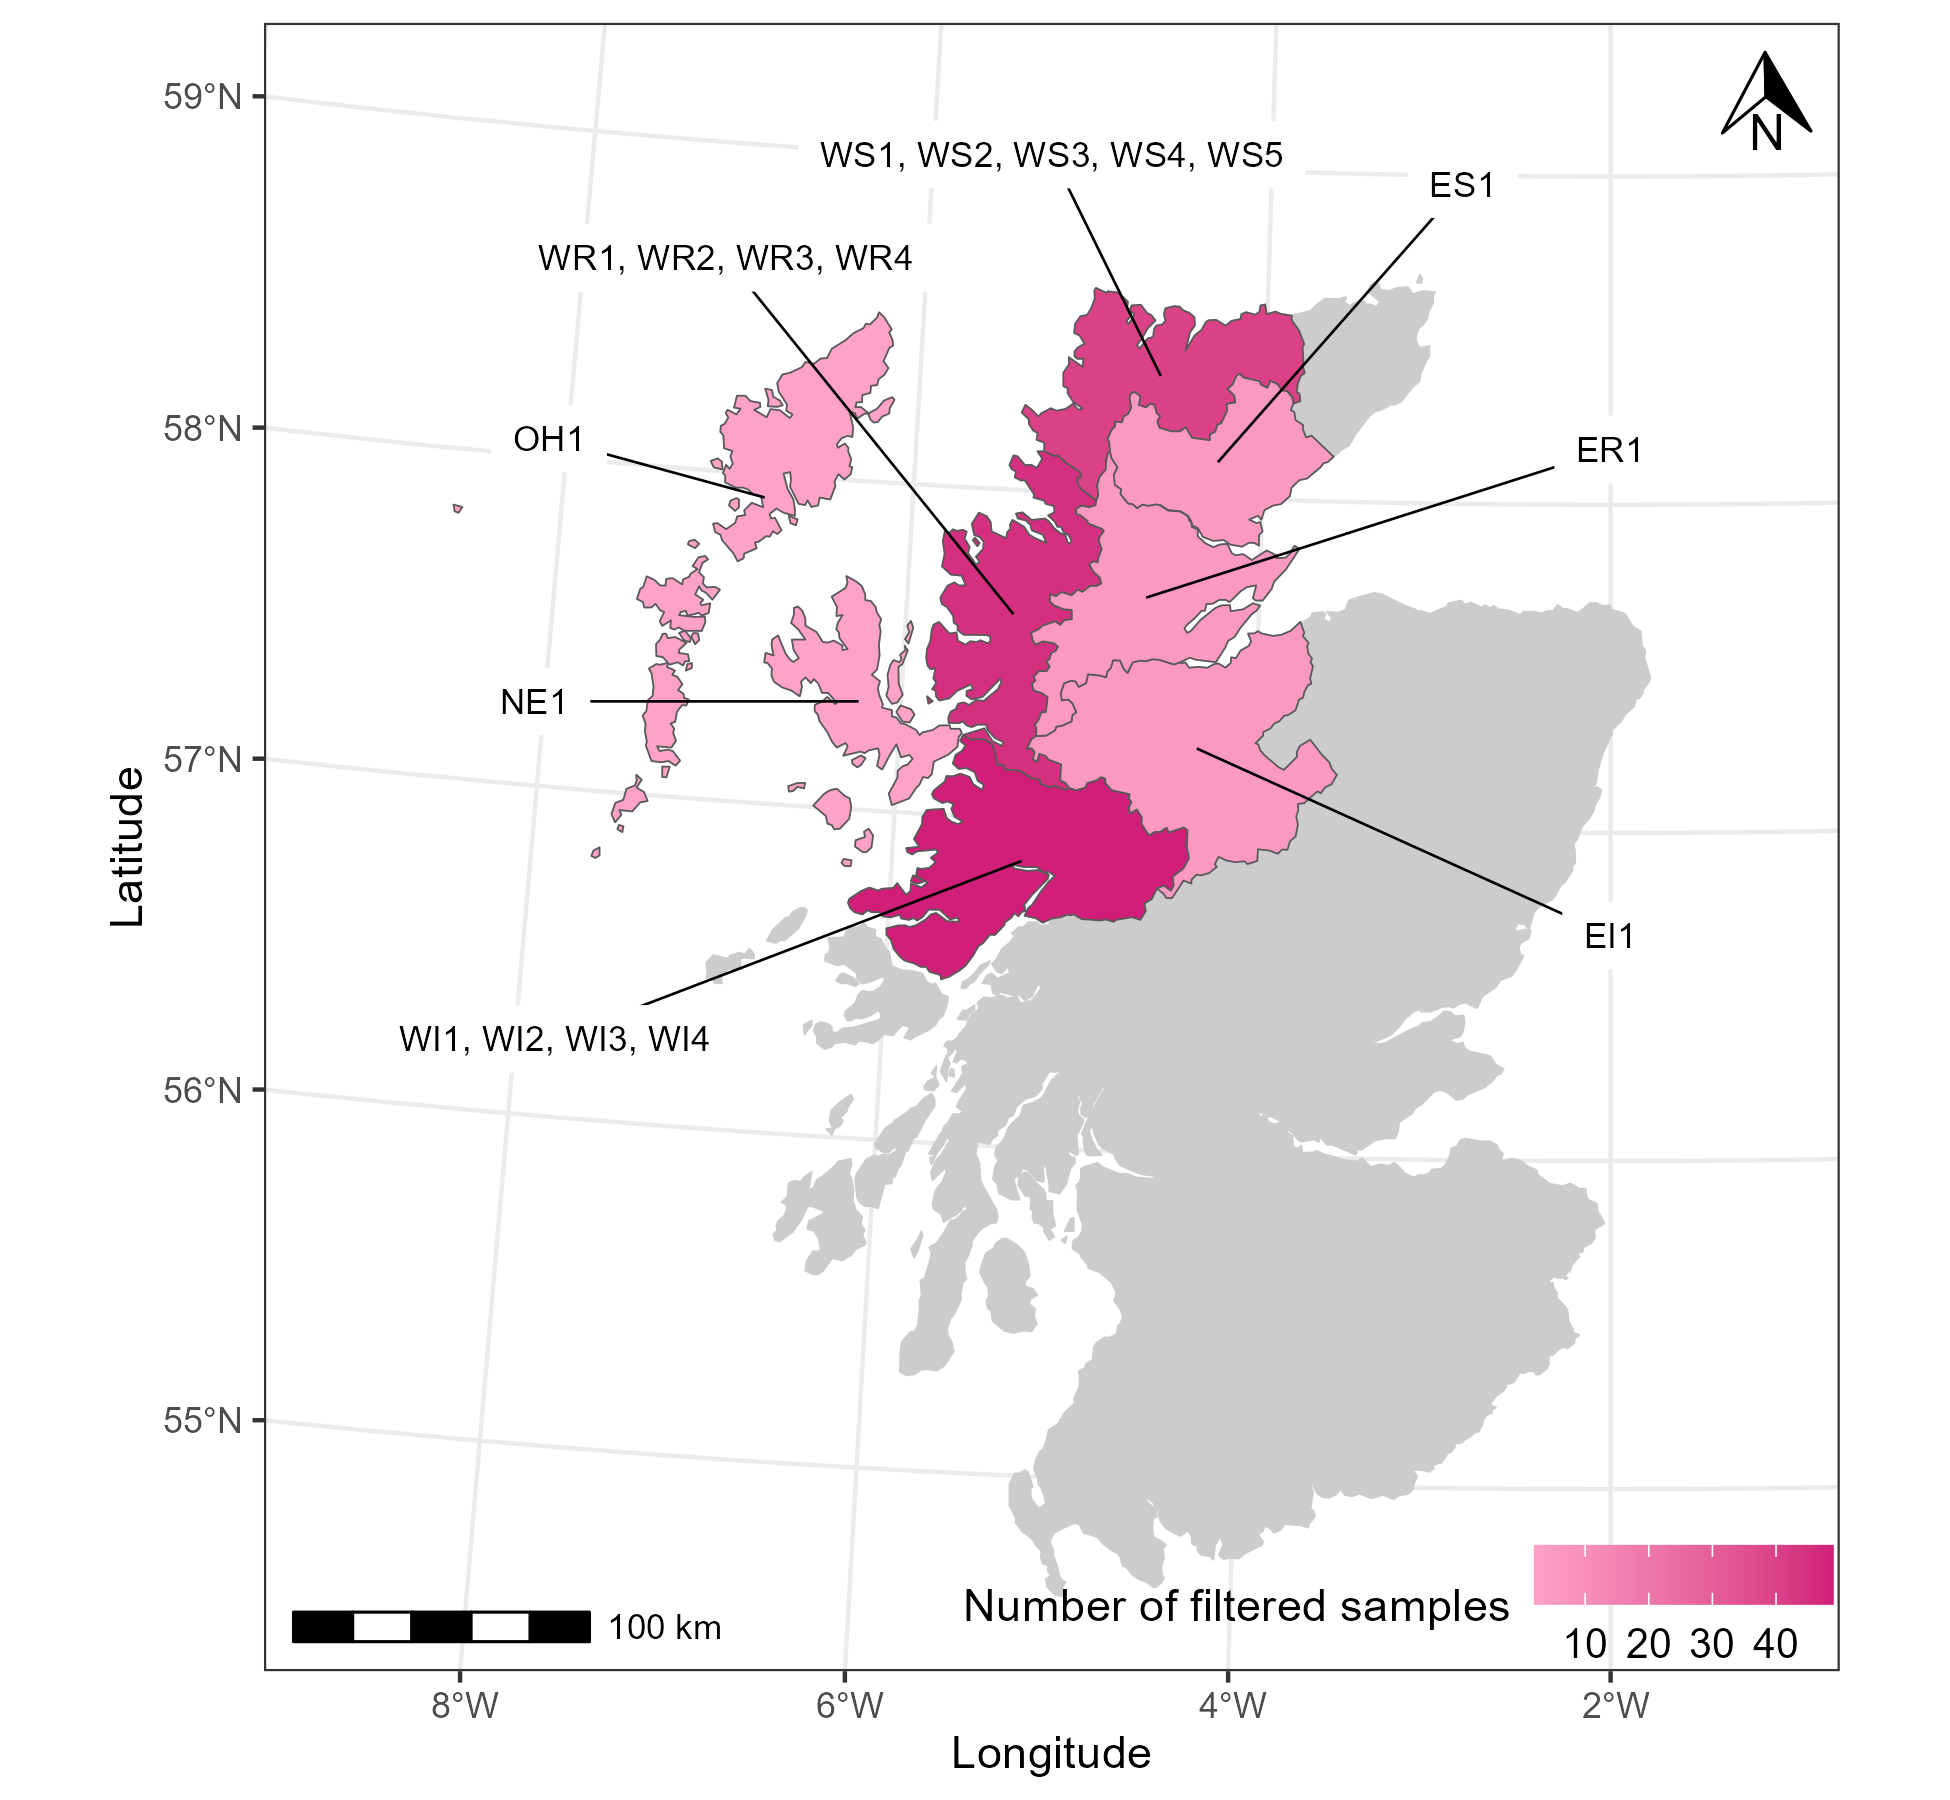 59°N
N
WS1, WS2, WS3, WS4, WS5
ES1
WR1, WR2, WR3, WR4
58°N
OH1
ER1
NE1
57°N
Latitude
EI1
WI1, WI2, WI3, WI4
56°N
55°N
Number of filtered samples
10 20 30 40
100 km
8°W 6°W 4°W 2°W
Longitude